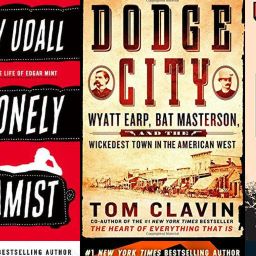 Y UDALL
E LIFE OF EDGAR MINT
ONELY
AMIST
BESTSELLING AUTHOR
DODGE
CITY
WYATT EARP, BAT MASTERSON,
AND THE
WICKEDEST TOWN IN THE AMERICAN WEST
TOM CLAVIN
CO-AUTHOR OF THE #1 NEW YORK TIMES BESTSELLER
THE HEART OF EVERYTHING THAT IS
#1 NEW YORK TIMES BESTSELLING AUTHOR